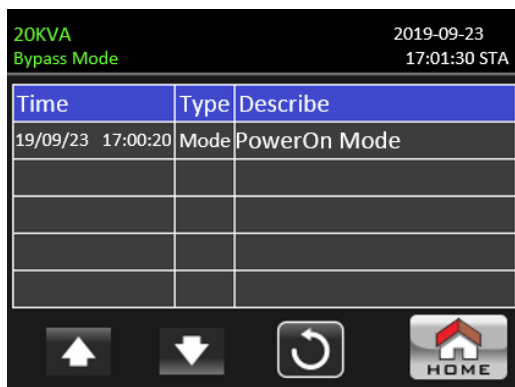 20KVA 2019-09-23
Bypass Mode 17:01:30 STA
Time Type Describe
19/09/23 17:00:20 Mode PowerOn Mode
HOME